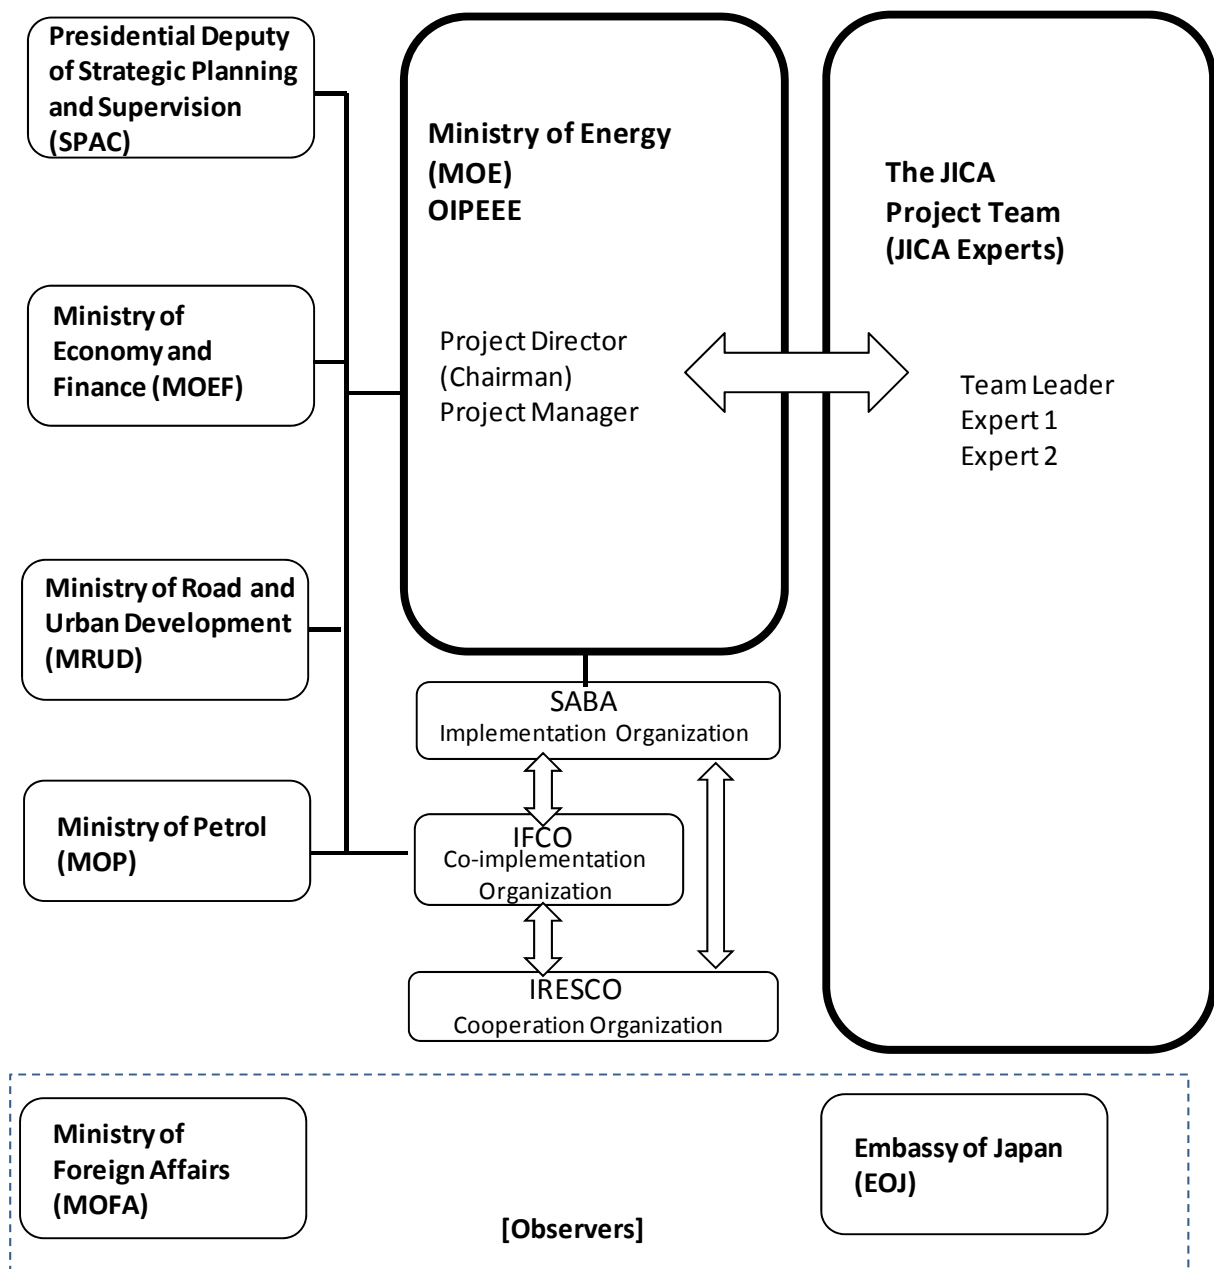 Presidential Deputy
of Strategic Planning
and Supervision
(SPAC)
Ministry of
Economy and
Finance (MOEF)
Ministry of Road and
Urban Development
(MRUD)
Ministry of Petrol
(MOP)
Ministry of Energy
(MOE)
OIPEEE
Project Director
(Chairman)
Project Manager
SABA
Implementation Organization
IFCO
Co-implementation
Organization
IRESCO
Cooperation Organization
The JICA
Project Team
(JICA Experts)
Team Leader
Expert 1
Expert 2
Ministry of
Foreign Affairs
(MOFA)
[Observers]
Embassy of Japan
(EOJ)